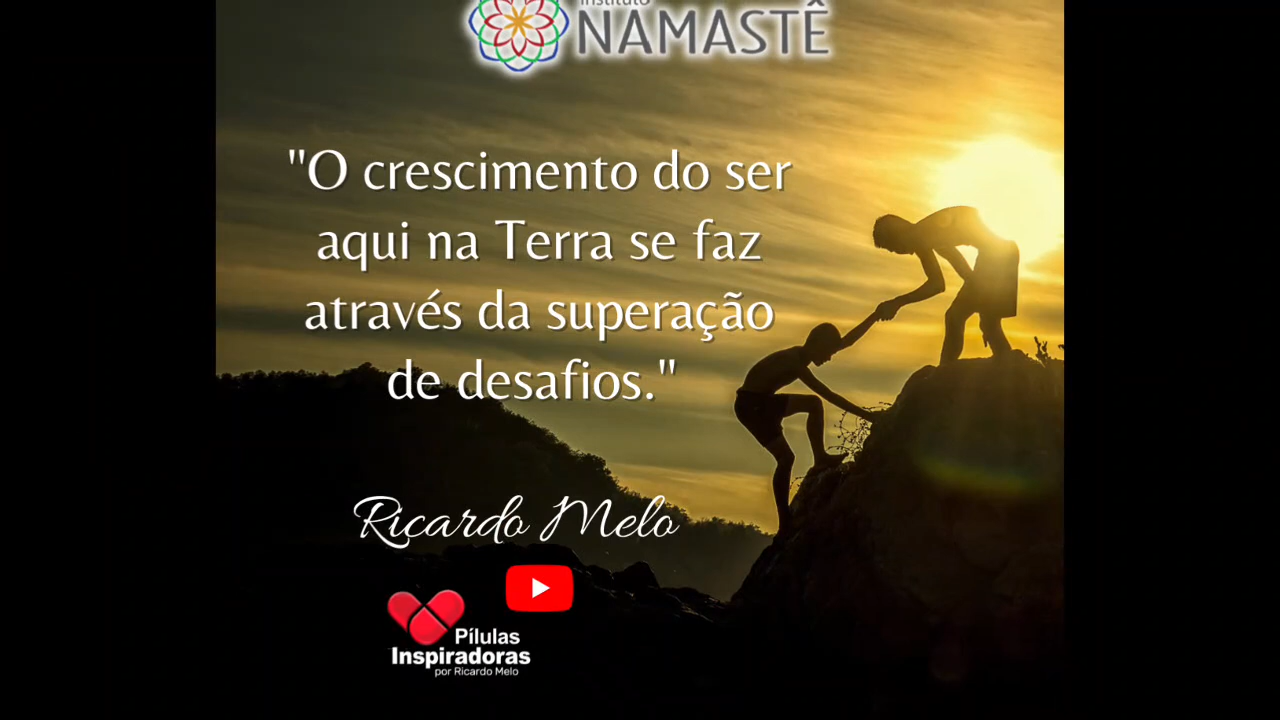 Instituto
NAMASTÊ
"O crescimento do ser
aqui na Terra se faz
através da superação
de desafios."
Ricardo Melo
Pílulas
Inspiradoras
por Ricardo Melo